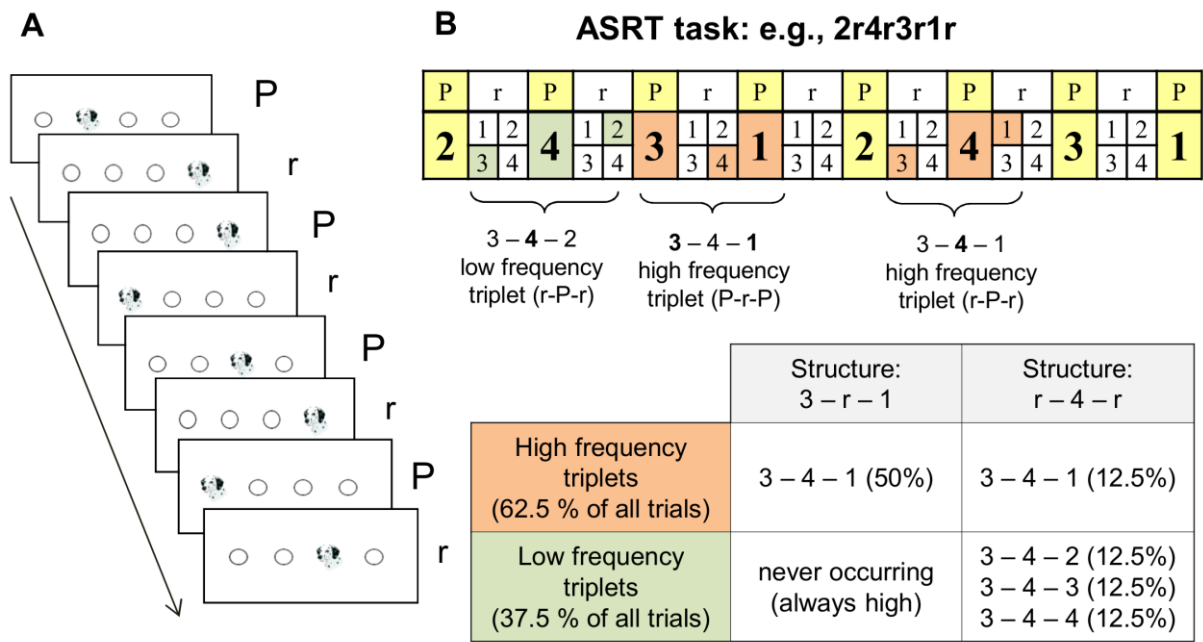 A
P
r
P
r
P
r
P
r
B
ASRT task: e.g., 2r4r3r1r
P r P r P r P r P r P r P
2 1 2 4 1 2 3 1 2 1 1 2 2 1 2 4 1 2 3 1 2 1
3 4 3 4 3 4 3 4 3 4 3 4 3 4
3 – 4 – 2
low frequency
triplet (r-P-r)
3 – 4 – 1
high frequency
triplet (P-r-P)
3 – 4 – 1
high frequency
triplet (r-P-r)
Structure:
3 – r – 1
Structure:
r – 4 – r
High frequency
triplets
(62.5 % of all trials)
3 – 4 – 1 (50%)
3 – 4 – 1 (12.5%)
Low frequency
triplets
(37.5 % of all trials)
never occurring
(always high)
3 – 4 – 2 (12.5%)
3 – 4 – 3 (12.5%)
3 – 4 – 4 (12.5%)